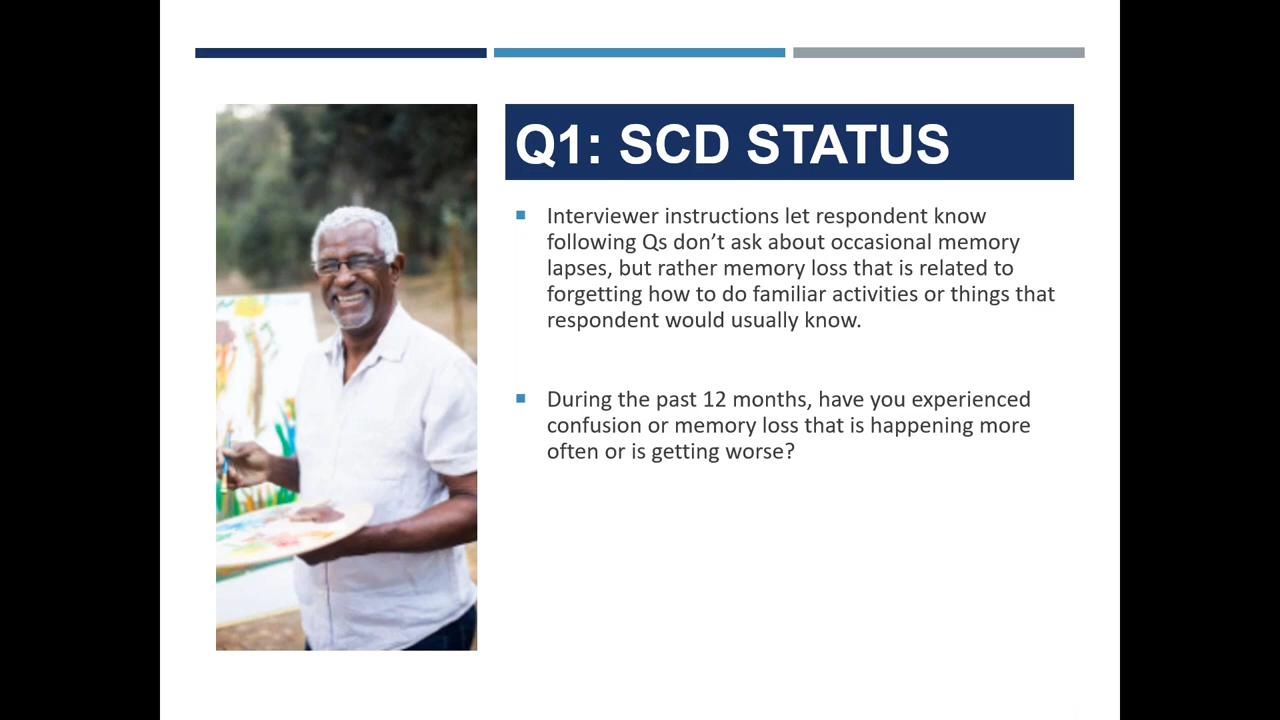 Q1: SCD STATUS
Interviewer instructions let respondent know
following Qs don’t ask about occasional memory
lapses, but rather memory loss that is related to
forgetting how to do familiar activities or things that
respondent would usually know.
During the past 12 months, have you experienced
confusion or memory loss that is happening more
often or is getting worse?